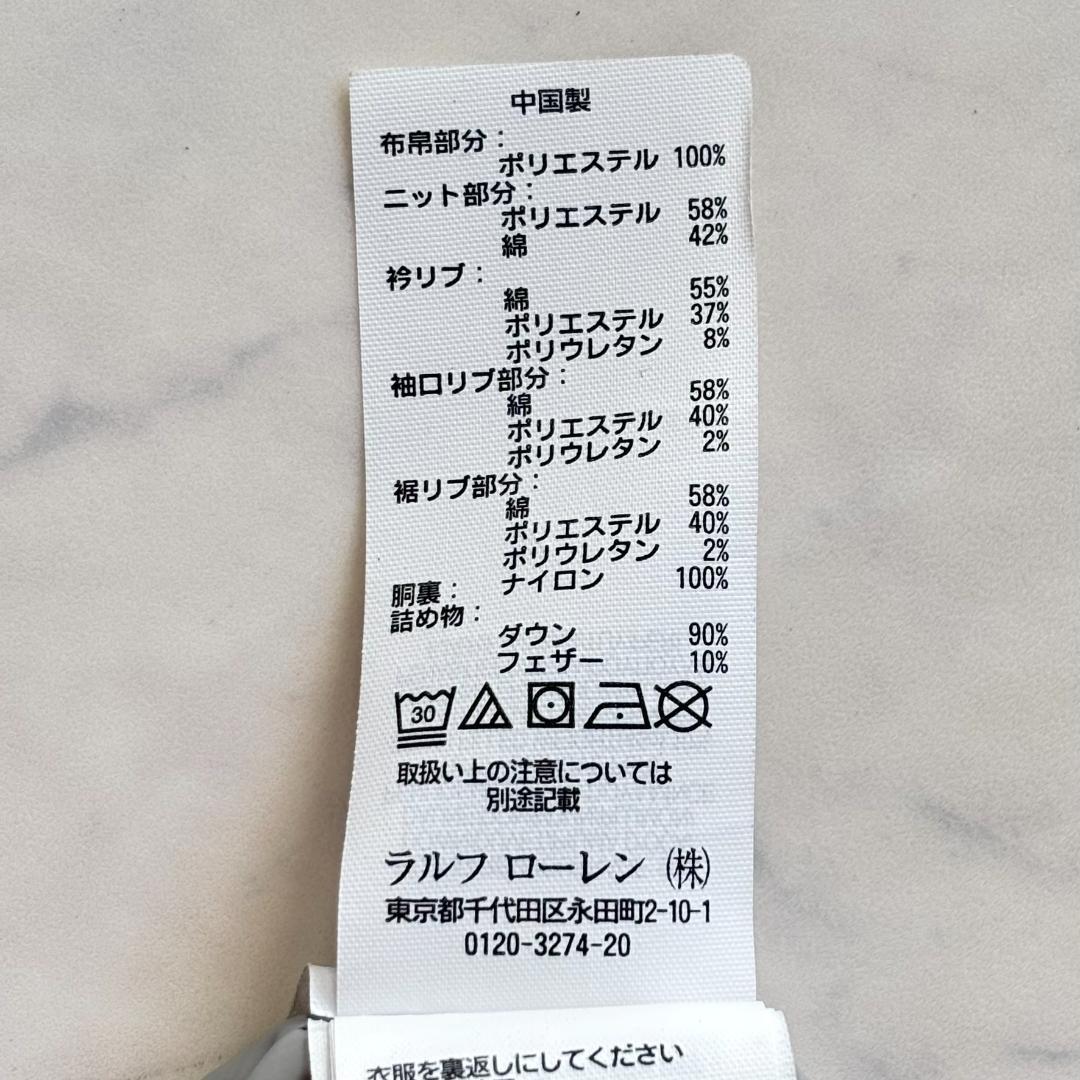 中国製
布帛部分：
ポリエステル 100%
ニット部分：
ポリエステル 58%
綿 42%
衿リブ：
綿 55%
ポリエステル 37%
ポリウレタン 8%
袖口リブ部分：
綿 58%
ポリエステル 40%
ポリウレタン 2%
裾リブ部分：
綿 58%
ポリエステル 40%
ポリウレタン 2%
胴裏： ナイロン 100%
詰め物：
ダウン 90%
フェザー 10%
30
取扱い上の注意については
別途記載
ラルフ ローレン ㈱
東京都千代田区永田町2-10-1
0120-3274-20
衣服を裏返しにしてください